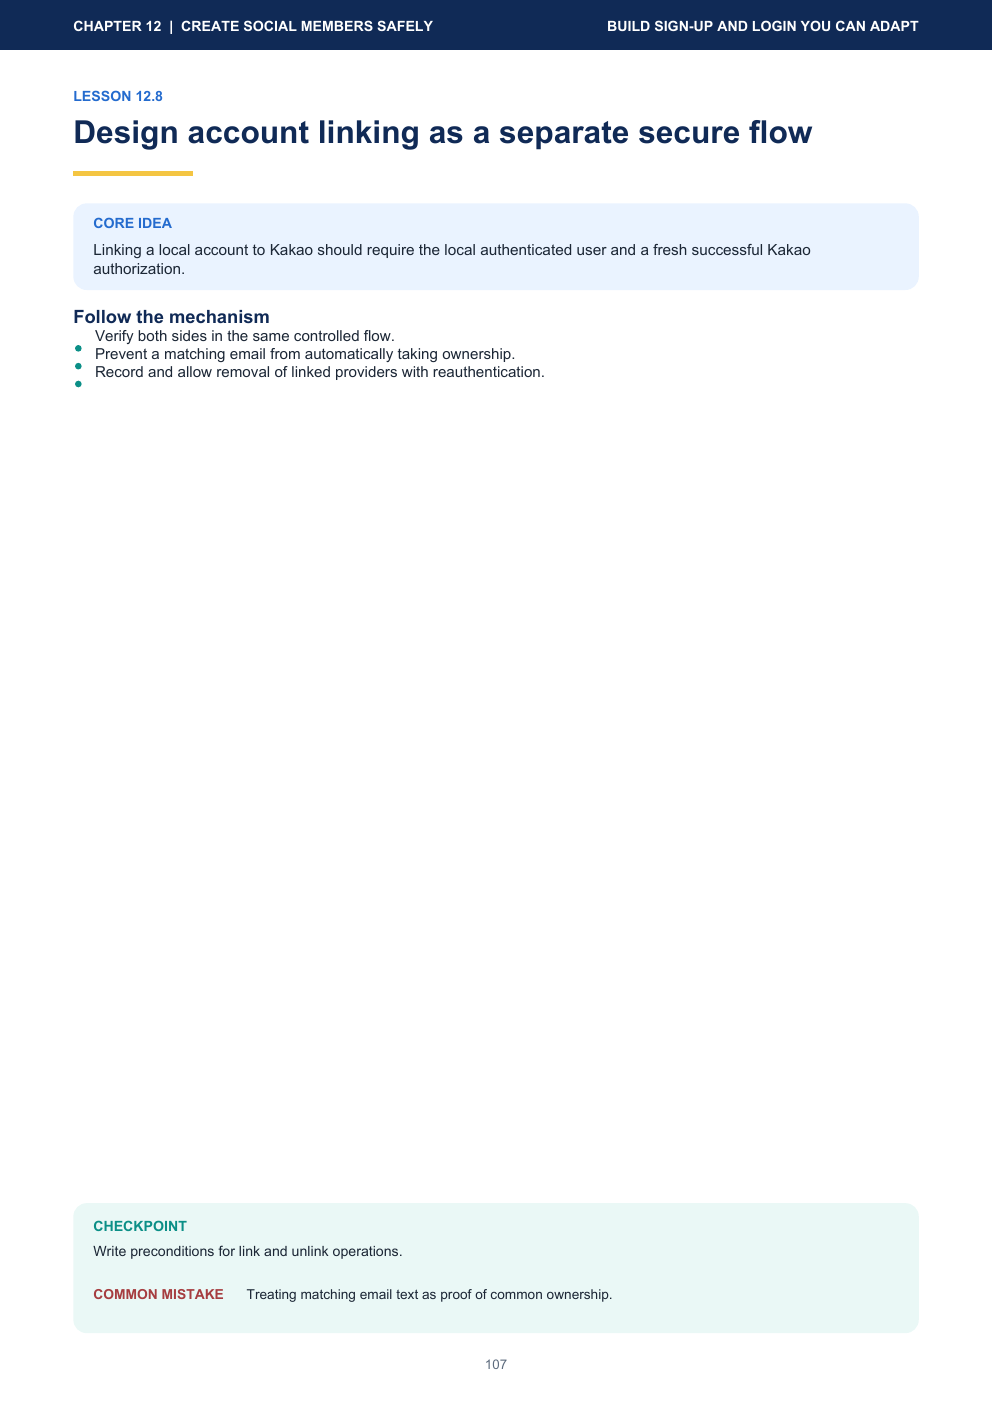 CHAPTER 12 | CREATE SOCIAL MEMBERS SAFELY
BUILD SIGN-UP AND LOGIN YOU CAN ADAPT
LESSON 12.8
Design account linking as a separate secure flow
CORE IDEA
Linking a local account to Kakao should require the local authenticated user and a fresh successful Kakao
authorization.
Follow the mechanism
Verify both sides in the same controlled flow.
Prevent a matching email from automatically taking ownership.
Record and allow removal of linked providers with reauthentication.
CHECKPOINT
Write preconditions for link and unlink operations.
COMMON MISTAKE Treating matching email text as proof of common ownership.
107